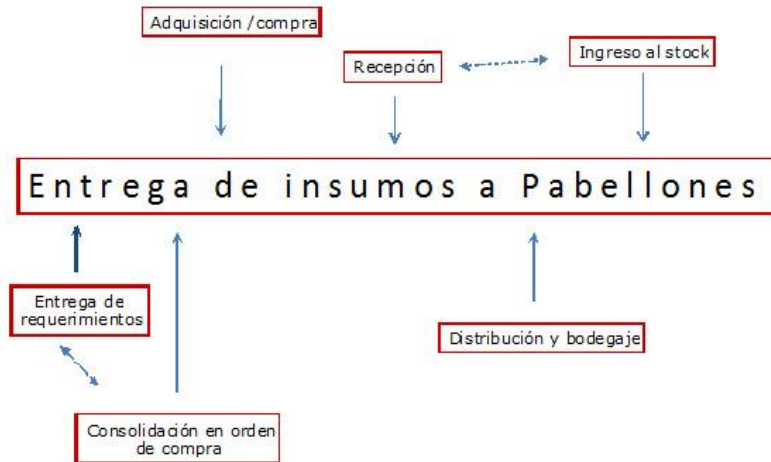 Adquisición /compra
Recepción
Ingreso al stock
Entrega de insumos a Pabellones
Entrega de
requerimientos
Distribución y bodegaje
Consolidación en orden
de compra